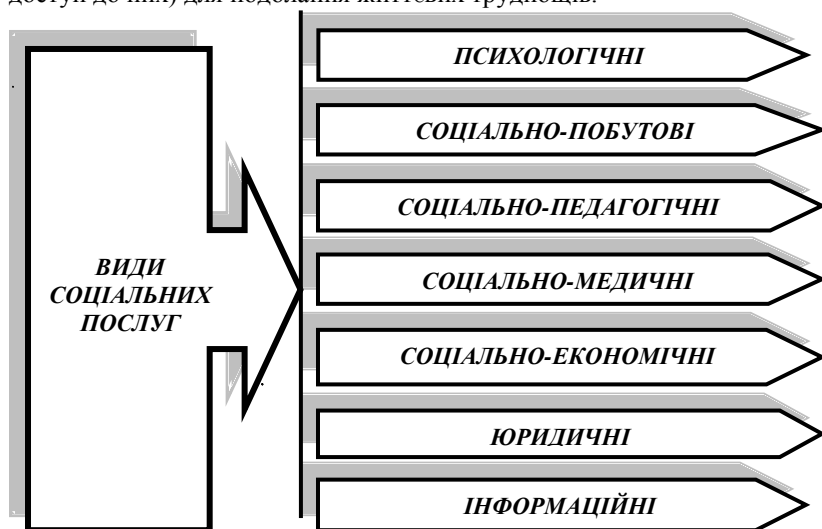 доступ до них) для подолання життєвих труднощів.
ПСИХОЛОГІЧНІ
СОЦІАЛЬНО-ПОБУТОВІ
СОЦІАЛЬНО-ПЕДАГОГІЧНІ
ВИДИ
СОЦІАЛЬНИХ
ПОСЛУГ
СОЦІАЛЬНО-МЕДИЧНІ
СОЦІАЛЬНО-ЕКОНОМІЧНІ
ЮРИДИЧНІ
ІНФОРМАЦІЙНІ